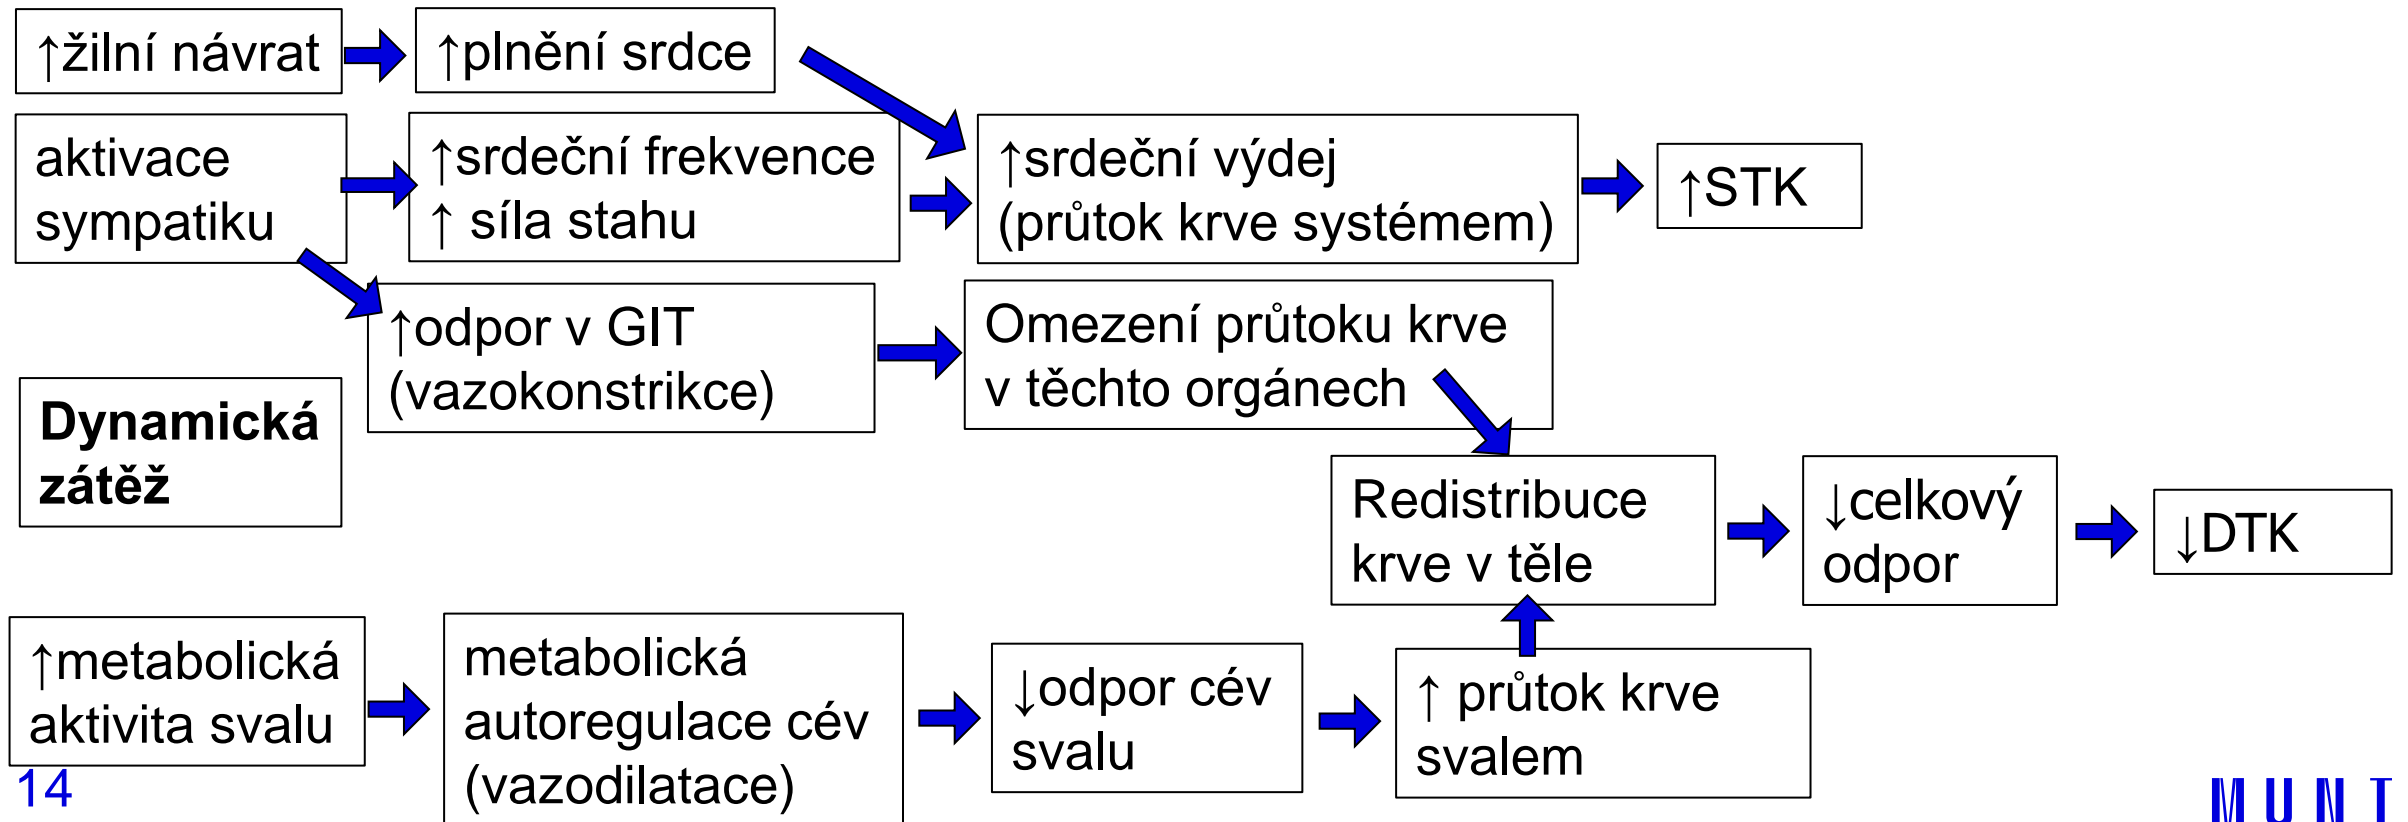 ↑žilní návrat
↑plnění srdce
aktivace
sympatiku
↑srdeční frekvence
↑ síla stahu
↑srdeční výdej
(průtok krve systémem)
↑STK
↑odpor v GIT
(vazokonstrikce)
Omezení průtoku krve
v těchto orgánech
Dynamická
zátěž
Redistribuce
krve v těle
↓celkový
odpor
↓DTK
↑metabolická
aktivita svalu
metabolická
autoregulace cév
(vazodilatace)
↓odpor cév
svalu
↑ průtok krve
svalem
14
MUNI